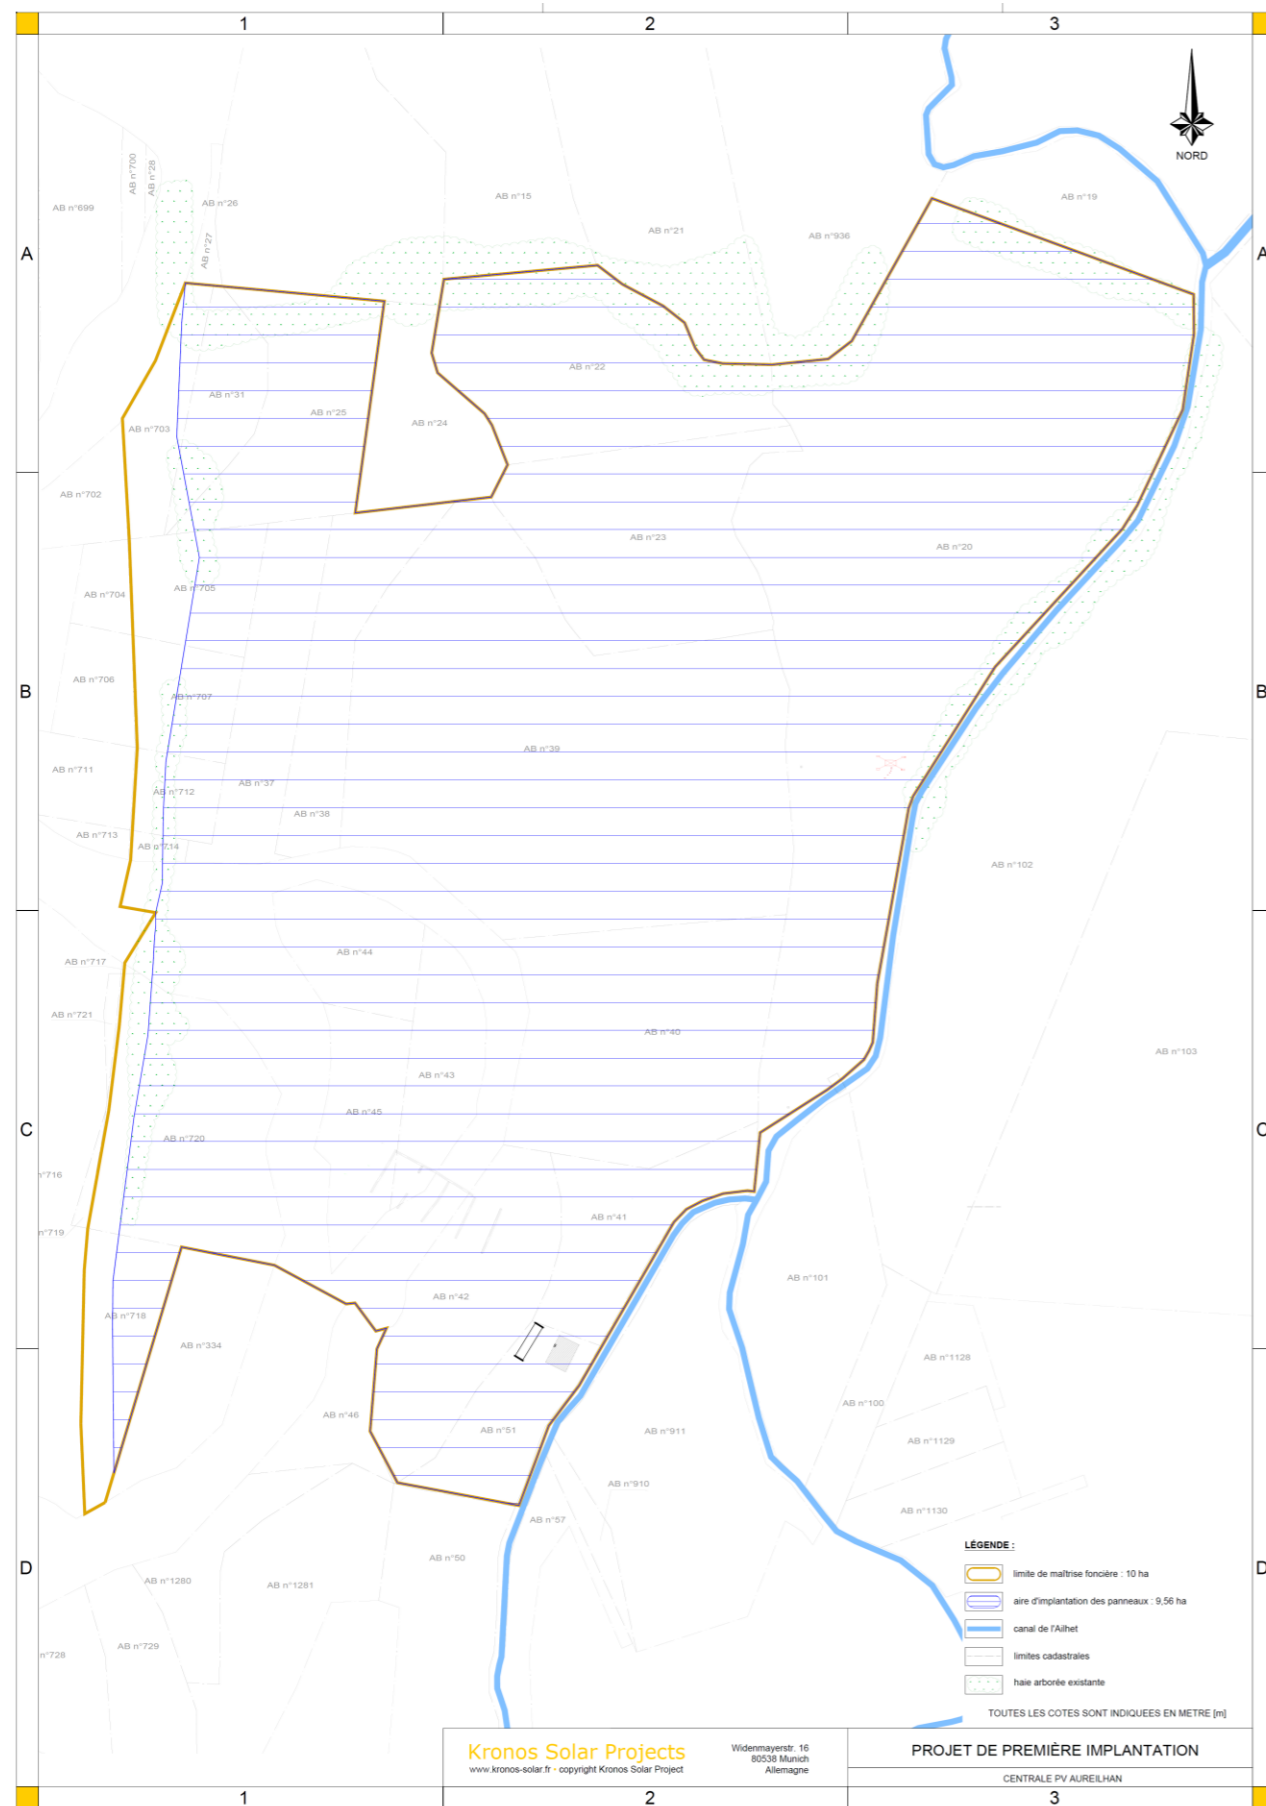 1
2
3
NORD
AB n°700
AB n°28
AB n°699
AB n°26
AB n°27
AB n°15
AB n°21
AB n°936
AB n°19
A
A
AB n°22
AB n°31
AB n°25
AB n°24
AB n°703
AB n°702
AB n°23
AB n°20
AB n°704
AB n°705
AB n°706
AB n°707
B
B
AB n°39
AB n°711
AB n°712
AB n°37
AB n°38
AB n°713
AB n°714
AB n°102
AB n°717
AB n°44
AB n°721
AB n°40
AB n°103
AB n°43
AB n°45
C
C
AB n°720
n°716
AB n°41
n°719
AB n°101
AB n°42
AB n°718
AB n°334
AB n°1128
AB n°46
AB n°51
AB n°911
AB n°100
AB n°1129
AB n°910
AB n°1130
AB n°57
AB n°50
D
D
AB n°1280
AB n°1281
AB n°729
n°728
LÉGENDE :
limite de maîtrise foncière : 10 ha
aire d'implantation des panneaux : 9,56 ha
canal de l'Ailhet
limites cadastrales
haie arborée existante
TOUTES LES COTES SONT INDIQUEES EN METRE [m]
Kronos Solar Projects
www.kronos-solar.fr - copyright Kronos Solar Project
Widenmayerstr. 16
80538 Munich
Allemagne
PROJET DE PREMIÈRE IMPLANTATION
CENTRALE PV AUREILHAN
1
2
3